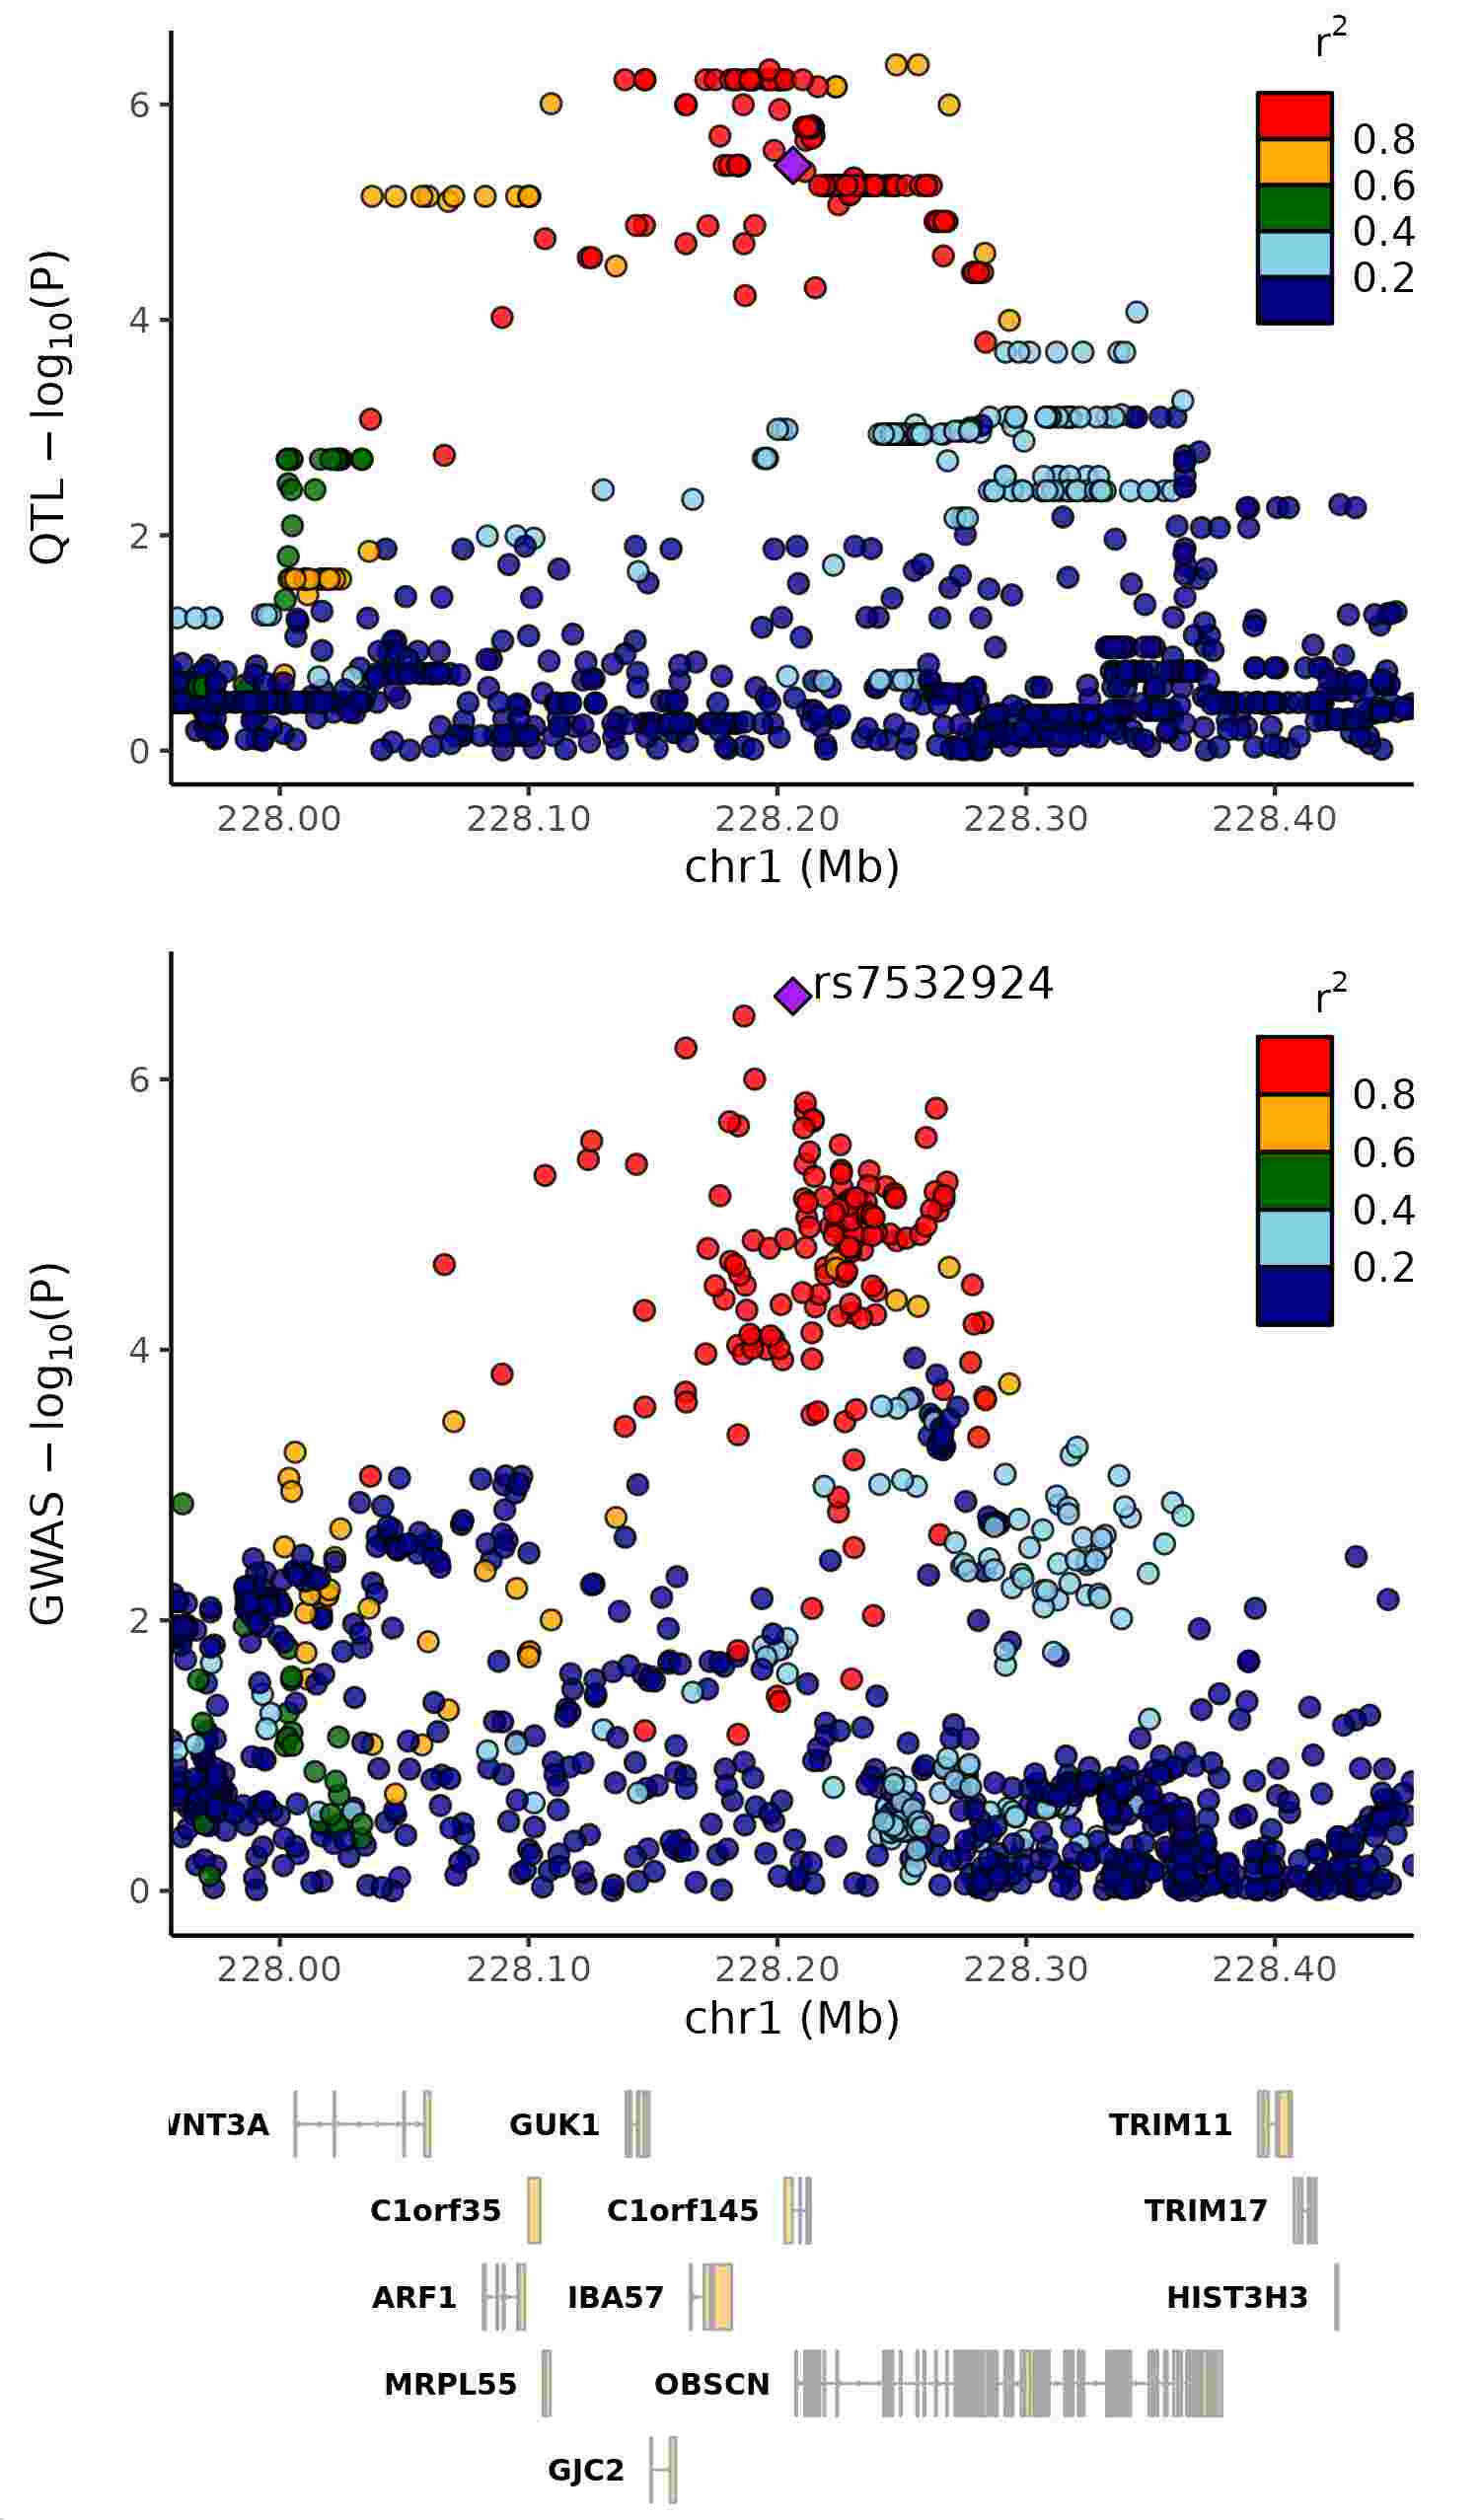 r²
0.8
0.6
0.4
0.2
6
4
2
0
QTL − log₁₀(P)
228.00 228.10 228.20 228.30 228.40
chr1 (Mb)
rs7532924
r²
0.8
0.6
0.4
0.2
6
4
2
0
GWAS − log₁₀(P)
228.00 228.10 228.20 228.30 228.40
chr1 (Mb)
WNT3A GUK1 TRIM11
C1orf35 C1orf145 TRIM17
ARF1 IBA57 HIST3H3
MRPL55 OBSCN
GJC2